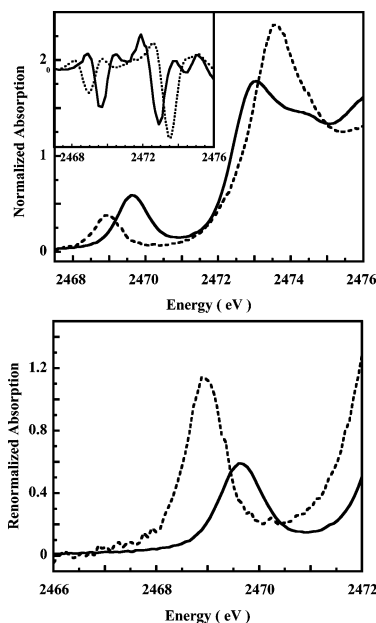 2
1
0
Normalized Absorption
0
2468 2472 2476
2468 2470 2472 2474 2476
Energy ( eV )
1.2
0.8
0.4
0
Renormalized Absorption
2466 2468 2470 2472
Energy ( eV )